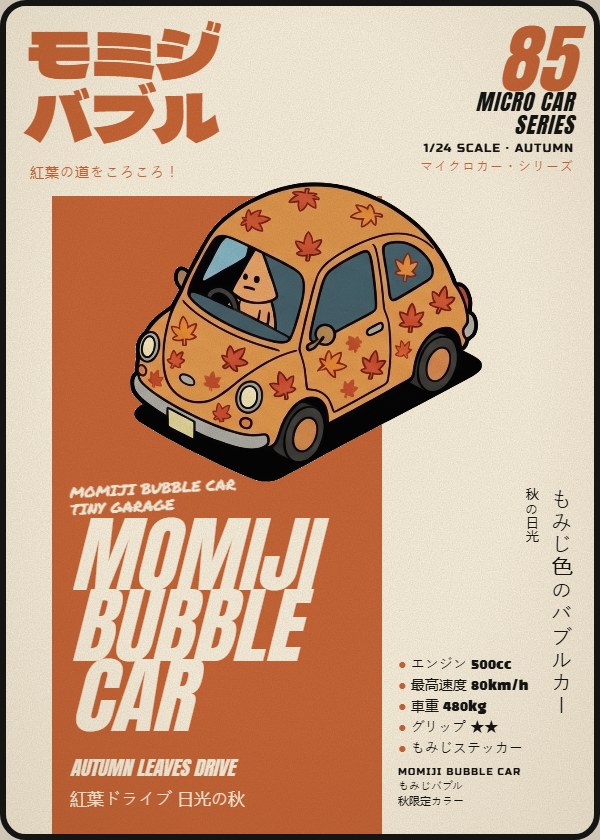 モミジ
バブル
紅葉の道をころころ！
85
MICRO CAR
SERIES
1/24 SCALE · AUTUMN
マイクロカー・シリーズ
MOMIJI BUBBLE CAR
TINY GARAGE
MOMIJI
BUBBLE
CAR
AUTUMN LEAVES DRIVE
紅葉ドライブ 日光の秋
もみじ色のバブルカー
秋の日光
• エンジン 500cc
• 最高速度 80km/h
• 車重 480kg
• グリップ ★★
• もみじステッカー
MOMIJI BUBBLE CAR
もみじバブル
秋限定カラー